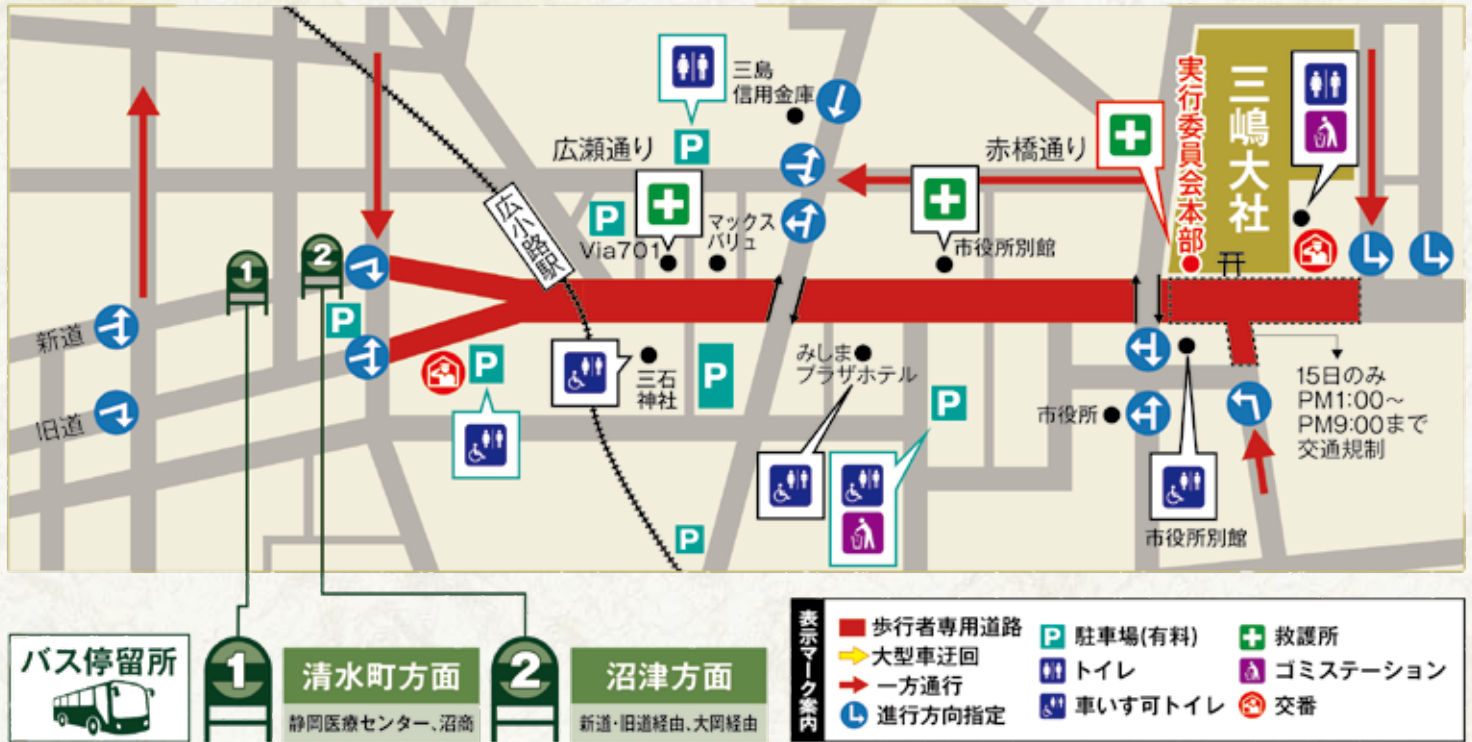 三島
信用金庫
広瀬通り
P
赤橋通り
実行委員会本部
三嶋大社
広小路駅
P
Via701
マックス
バリュ
市役所別館
1
2
新道
旧道
P
P
三石
神社
P
みしま
プラザホテル
P
市役所
15日のみ
PM1:00～
PM9:00まで
交通規制
市役所別館
P
バス停留所
1
清水町方面
静岡医療センター、沼商
2
沼津方面
新道・旧道経由、大岡経由
表示マーク案内
歩行者専用道路
大型車迂回
一方通行
進行方向指定
P 駐車場(有料)
トイレ
車いす可トイレ
救護所
ゴミステーション
交番